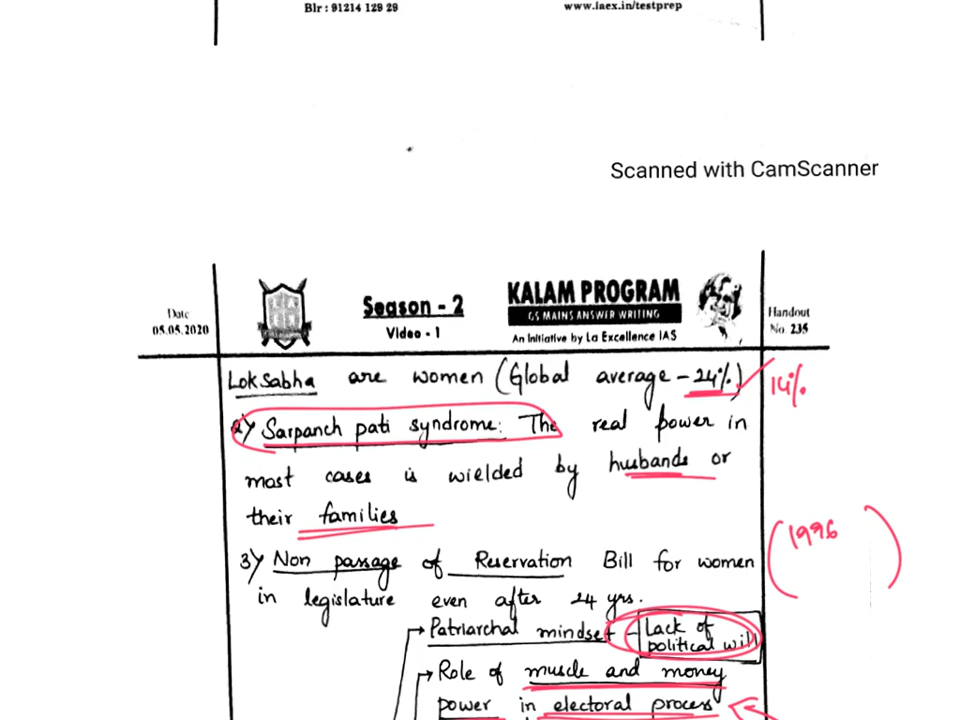 Blr : 91214 129 29
www.laex.in/testprep
Scanned with CamScanner
Date
05.05.2020
Season - 2
Video - 1
KALAM PROGRAM
GS MAINS ANSWER WRITING
An Initiative by La Excellence IAS
Handout
No. 235
Loksabha are women (Global average - 24%) 14%
2) Sarpanch pati syndrome: The real power in
most cases is wielded by husbands or
their families
(1996 )
3) Non passage of Reservation Bill for women
in legislature even after 24 yrs.
→ Patriarchal mindset - Lack of
political will
→ Role of muscle and money
power in electoral process